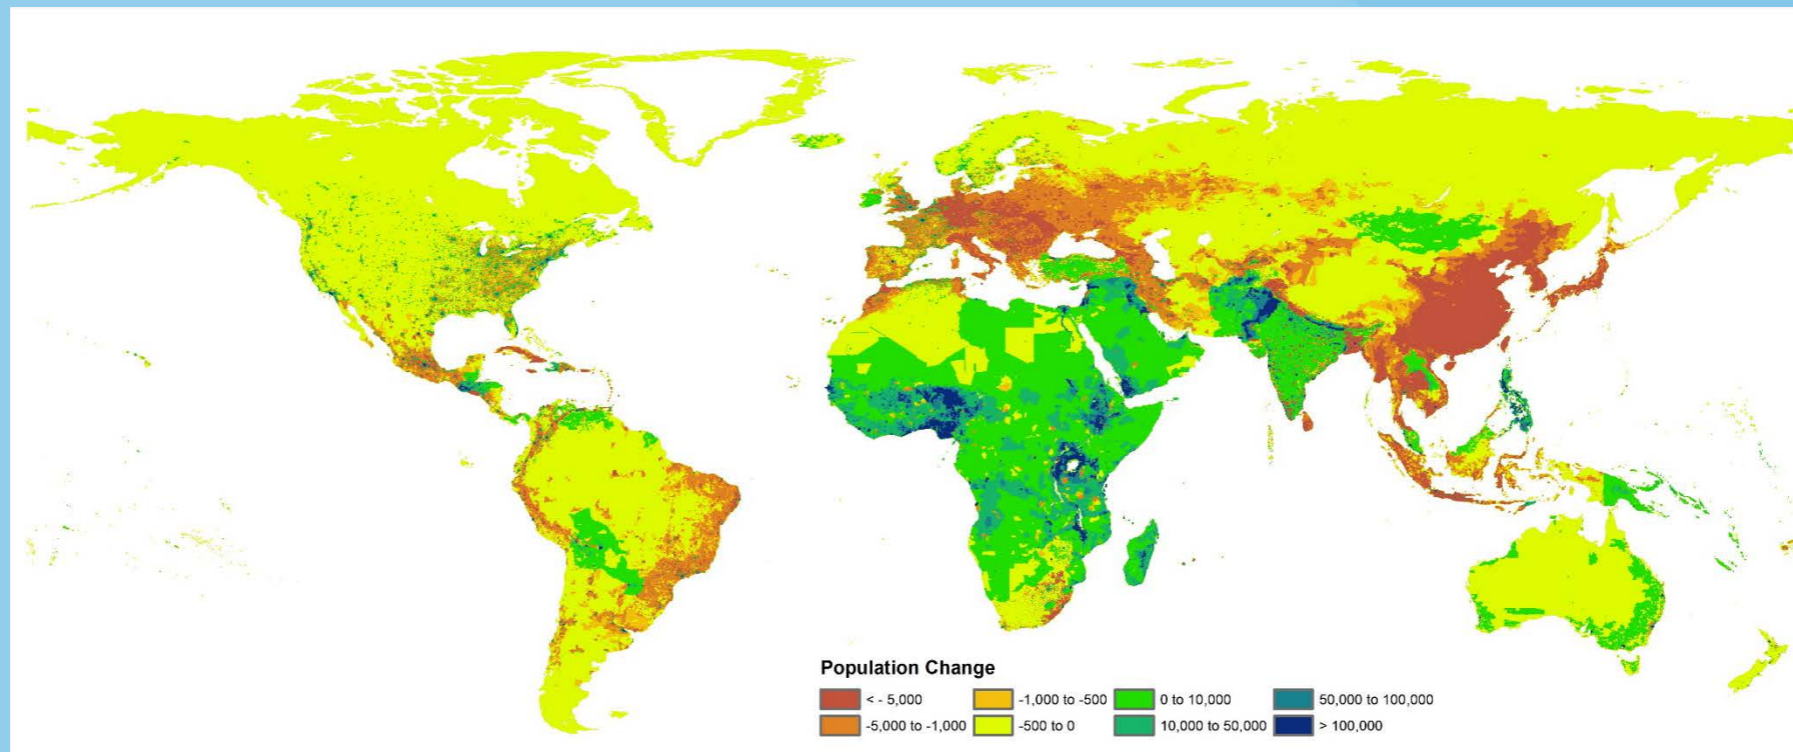 Population Change
< - 5,000 -1,000 to -500 0 to 10,000 50,000 to 100,000
-5,000 to -1,000 -500 to 0 10,000 to 50,000 > 100,000